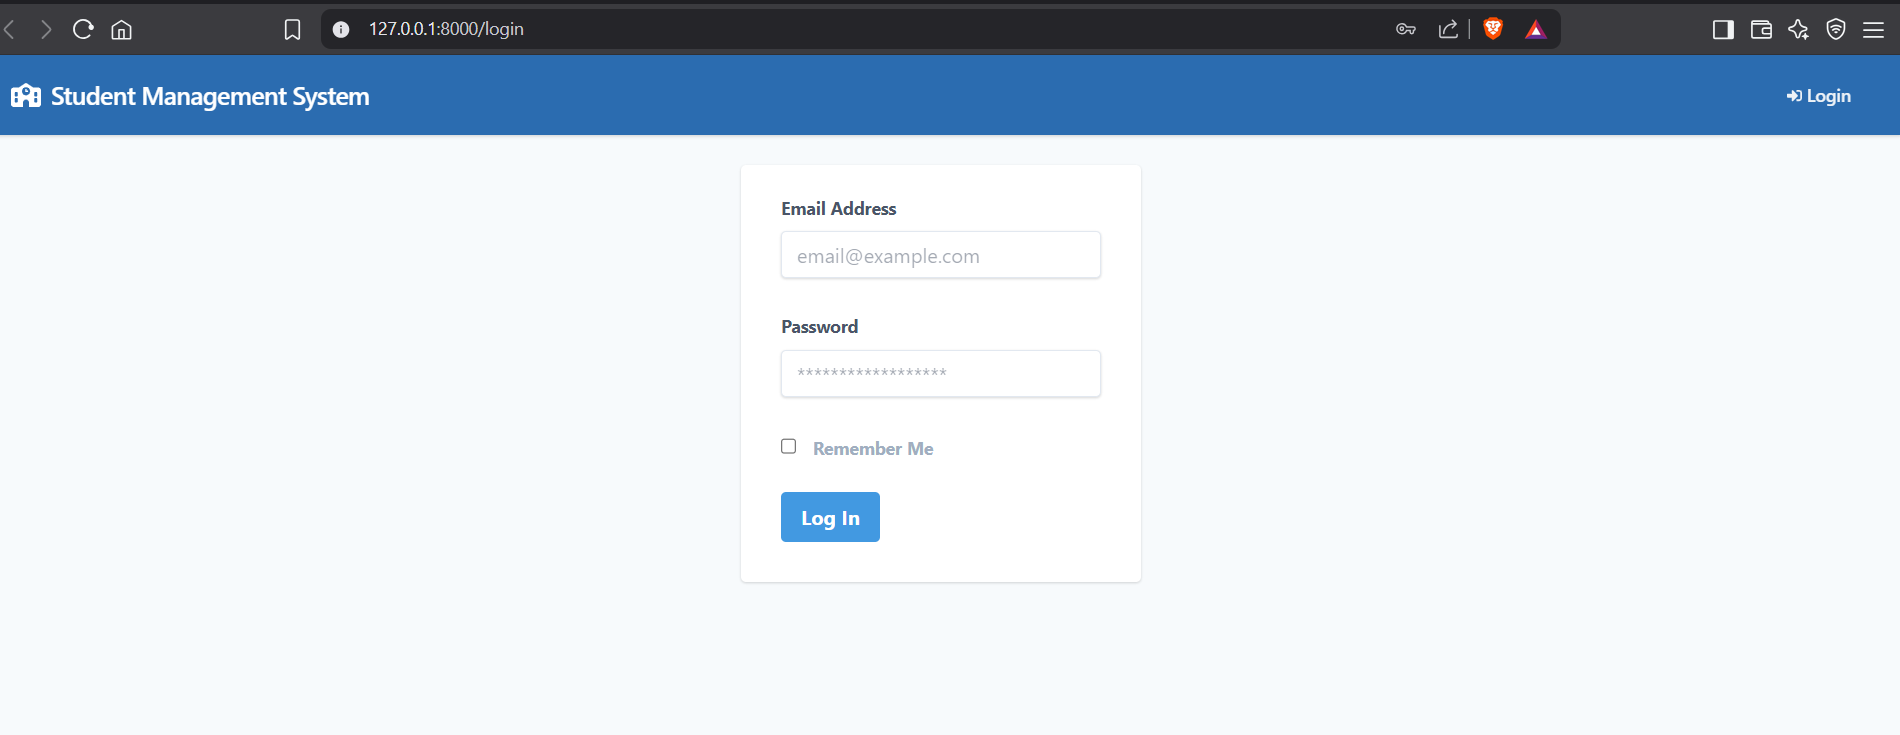 127.0.0.1:8000/login
Student Management System
Login
Email Address
email@example.com
Password
******************
Remember Me
Log In